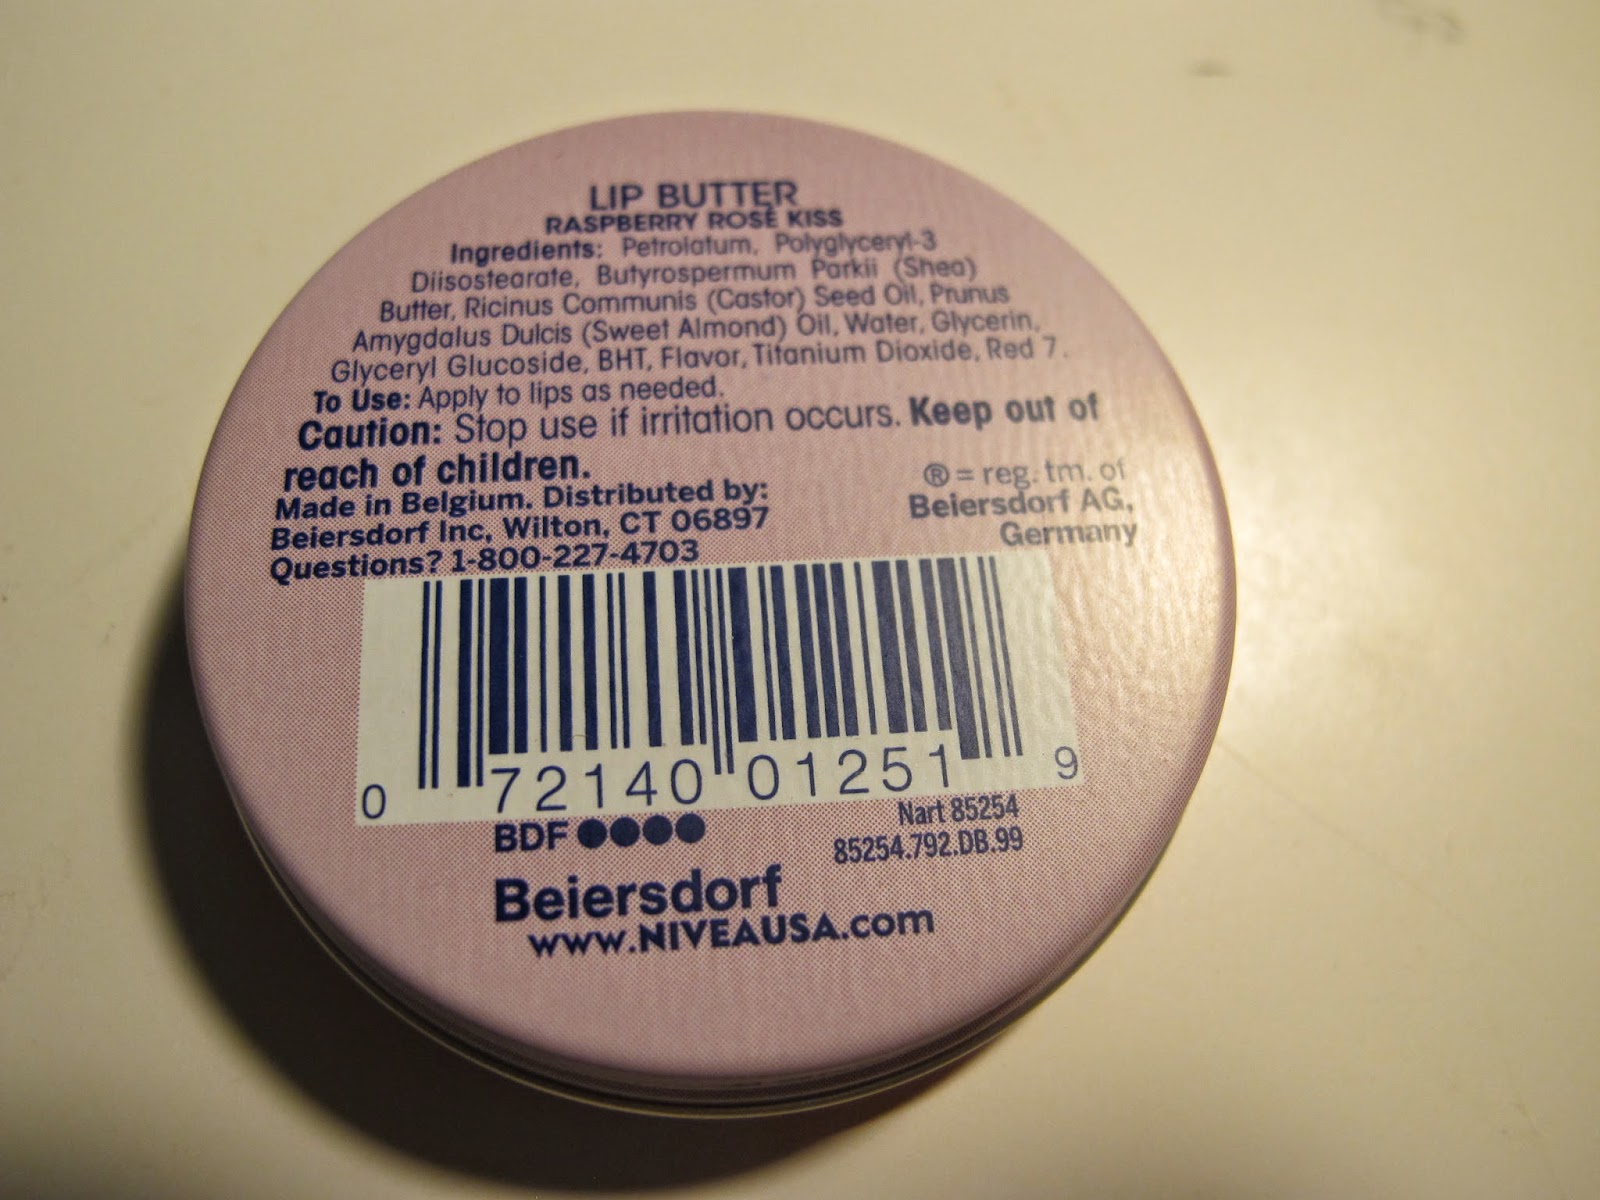 LIP BUTTER
RASPBERRY ROSÉ KISS
Ingredients: Petrolatum, Polyglyceryl-3
Diisostearate, Butyrospermum Parkii (Shea)
Butter, Ricinus Communis (Castor) Seed Oil, Prunus
Amygdalus Dulcis (Sweet Almond) Oil, Water, Glycerin,
Glyceryl Glucoside, BHT, Flavor, Titanium Dioxide, Red 7.
To Use: Apply to lips as needed.
Caution: Stop use if irritation occurs. Keep out of
reach of children.
Made in Belgium. Distributed by:
Beiersdorf Inc, Wilton, CT 06897
Questions? 1-800-227-4703
® = reg. tm. of
Beiersdorf AG,
Germany
0 72140 01251 9
BDF ●●●●
Nart 85254
85254.792.DB.99
Beiersdorf
www.NIVEAUSA.com